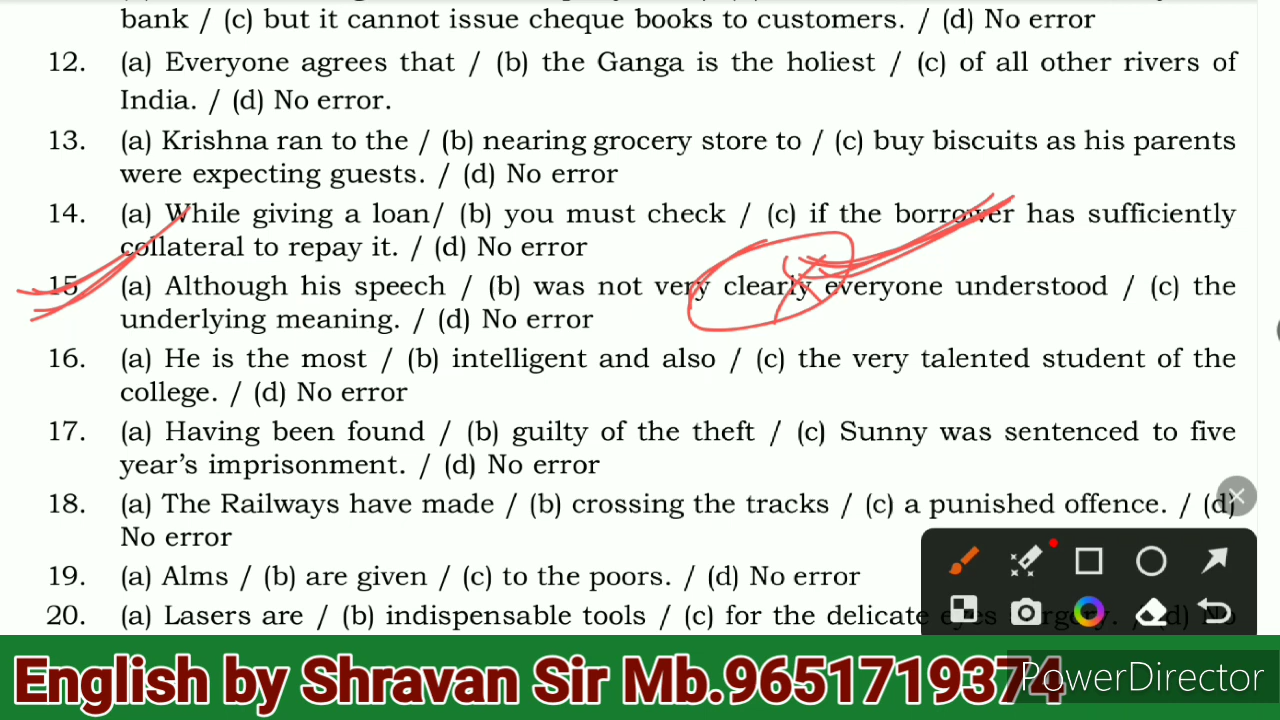 bank / (c) but it cannot issue cheque books to customers. / (d) No error
12. (a) Everyone agrees that / (b) the Ganga is the holiest / (c) of all other rivers of
India. / (d) No error.
13. (a) Krishna ran to the / (b) nearing grocery store to / (c) buy biscuits as his parents
were expecting guests. / (d) No error
14. (a) While giving a loan/ (b) you must check / (c) if the borrower has sufficiently
collateral to repay it. / (d) No error
15 (a) Although his speech / (b) was not very clearly everyone understood / (c) the
underlying meaning. / (d) No error
16. (a) He is the most / (b) intelligent and also / (c) the very talented student of the
college. / (d) No error
17. (a) Having been found / (b) guilty of the theft / (c) Sunny was sentenced to five
year's imprisonment. / (d) No error
18. (a) The Railways have made / (b) crossing the tracks / (c) a punished offence. / (d)
No error
19. (a) Alms / (b) are given / (c) to the poors. / (d) No error
20. (a) Lasers are / (b) indispensable tools / (c) for the delicate eyes surgery. / (d) No
English by Shravan Sir Mb.9651719374
PowerDirector